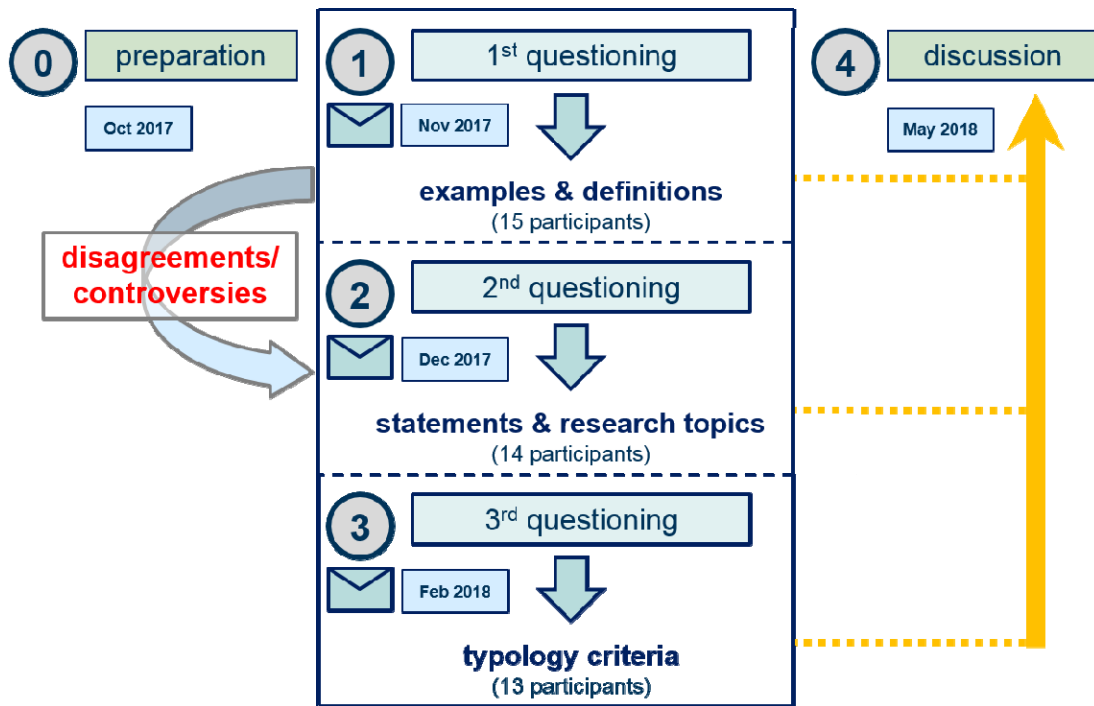 0
preparation
Oct 2017
disagreements/
controversies
1
1st questioning
Nov 2017
examples & definitions
(15 participants)
2
2nd questioning
Dec 2017
statements & research topics
(14 participants)
3
3rd questioning
Feb 2018
typology criteria
(13 participants)
4
discussion
May 2018